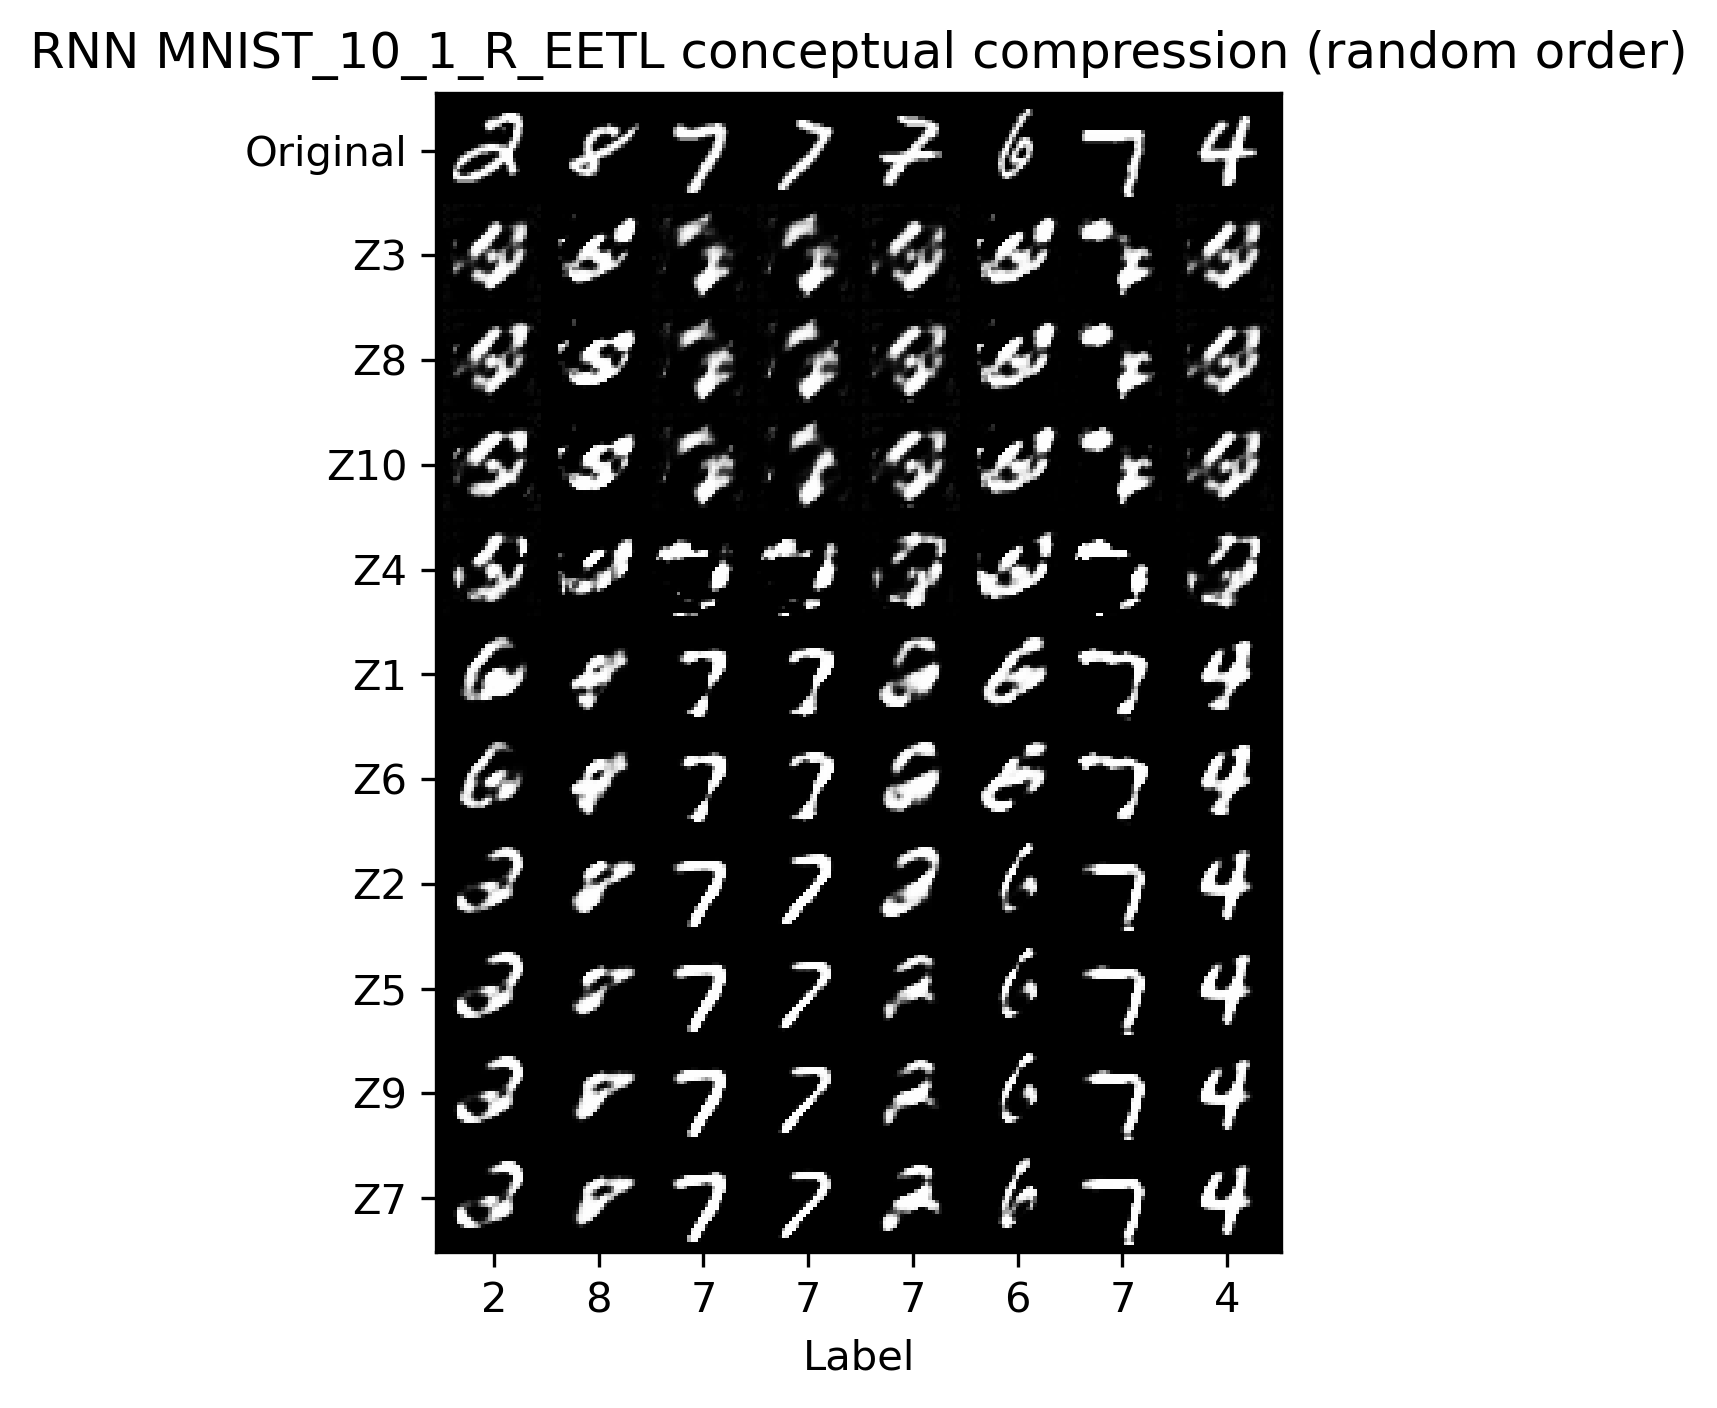 RNN MNIST_10_1_R_EETL conceptual compression (random order)
Original
Z3
Z8
Z10
Z4
Z1
Z6
Z2
Z5
Z9
Z7
2 8 7 7 7 6 7 4
Label